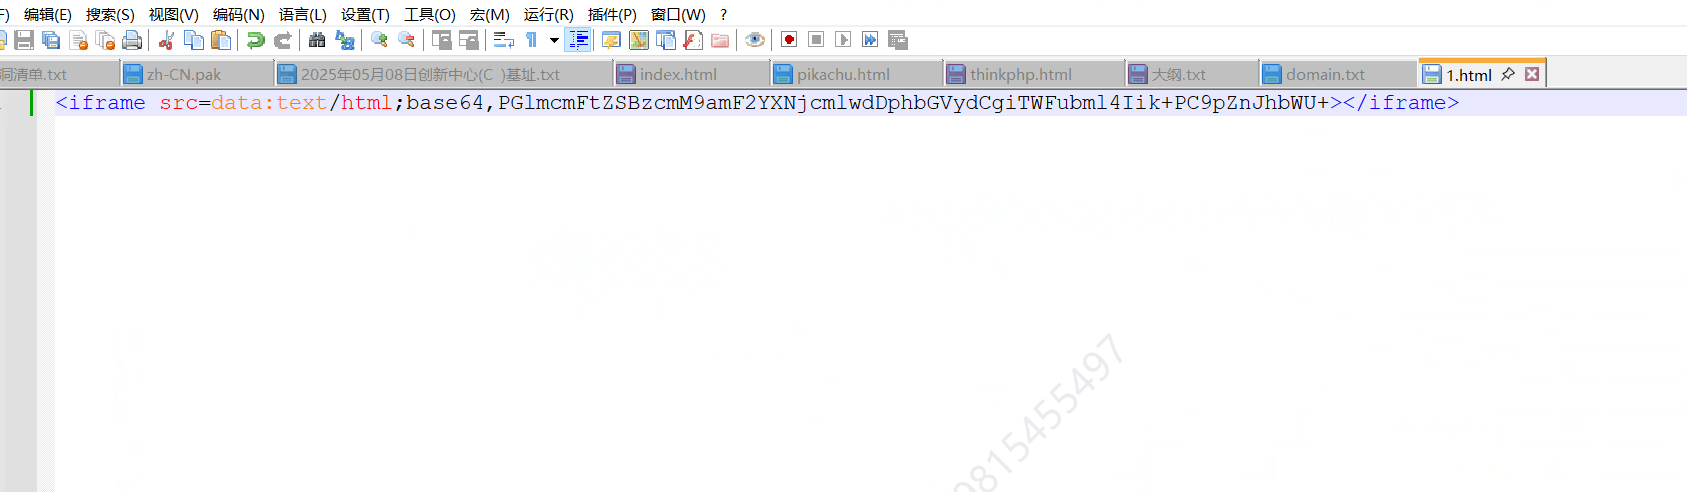 F) 编辑(E) 搜索(S) 视图(V) 编码(N) 语言(L) 设置(T) 工具(O) 宏(M) 运行(R) 插件(P) 窗口(W) ?
洞清单.txt zh-CN.pak 2025年05月08日创新中心(C )基址.txt index.html pikachu.html thinkphp.html 大纲.txt domain.txt 1.html
<iframe src=data:text/html;base64,PGlmcmFtZSBzcmM9amF2YXNjcmlwdDphbGVydCgiTWFubml4Iik+PC9pZnJhbWU+></iframe>
9815455497